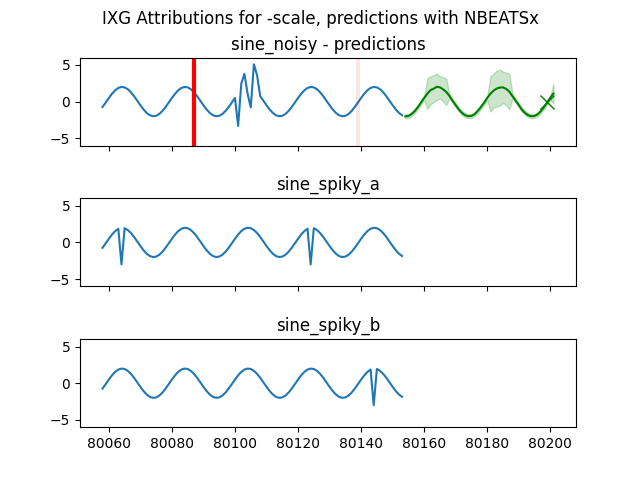 IXG Attributions for -scale, predictions with NBEATSx
sine_noisy - predictions
5
0
−5
sine_spiky_a
5
0
−5
sine_spiky_b
5
0
−5
80060 80080 80100 80120 80140 80160 80180 80200